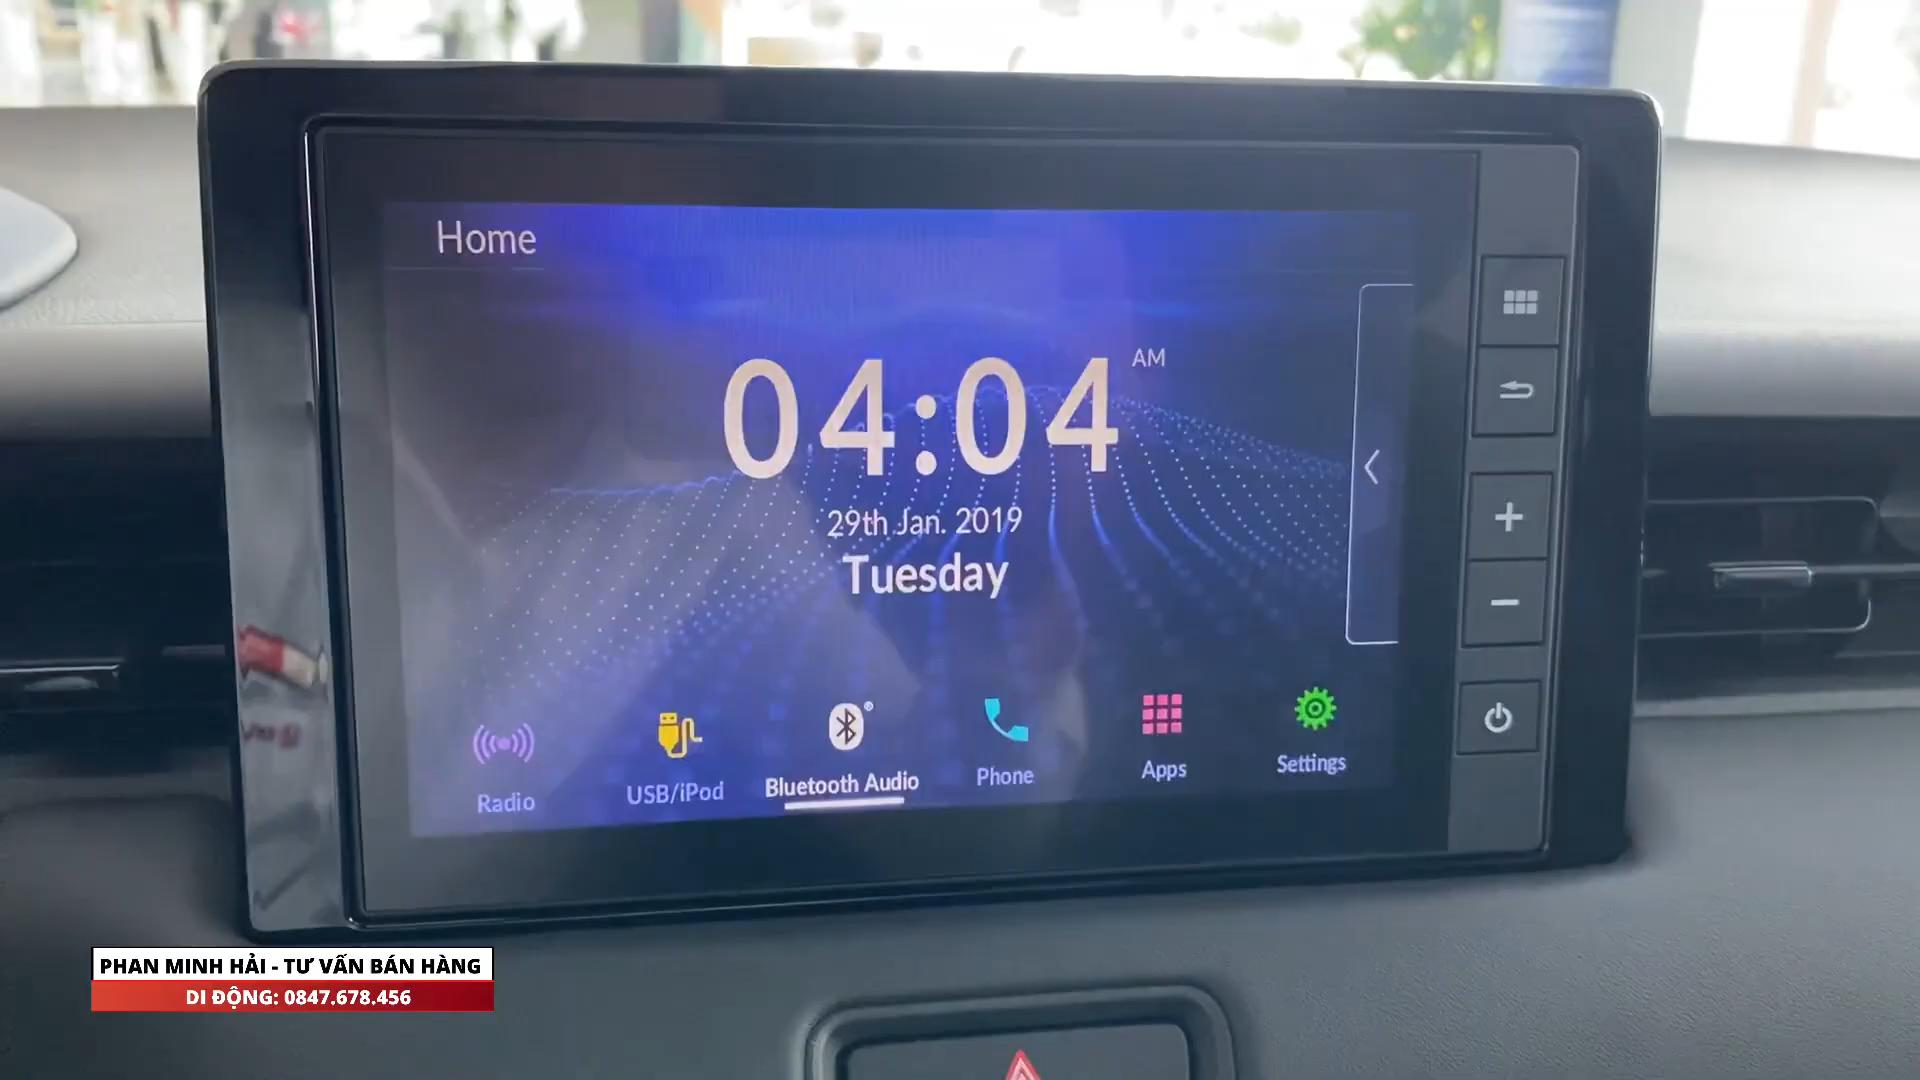 Home
04:04 AM
29th Jan. 2019
Tuesday
Radio
USB/iPod
Bluetooth Audio
Phone
Apps
Settings
PHAN MINH HẢI - TƯ VẤN BÁN HÀNG
DI ĐỘNG: 0847.678.456